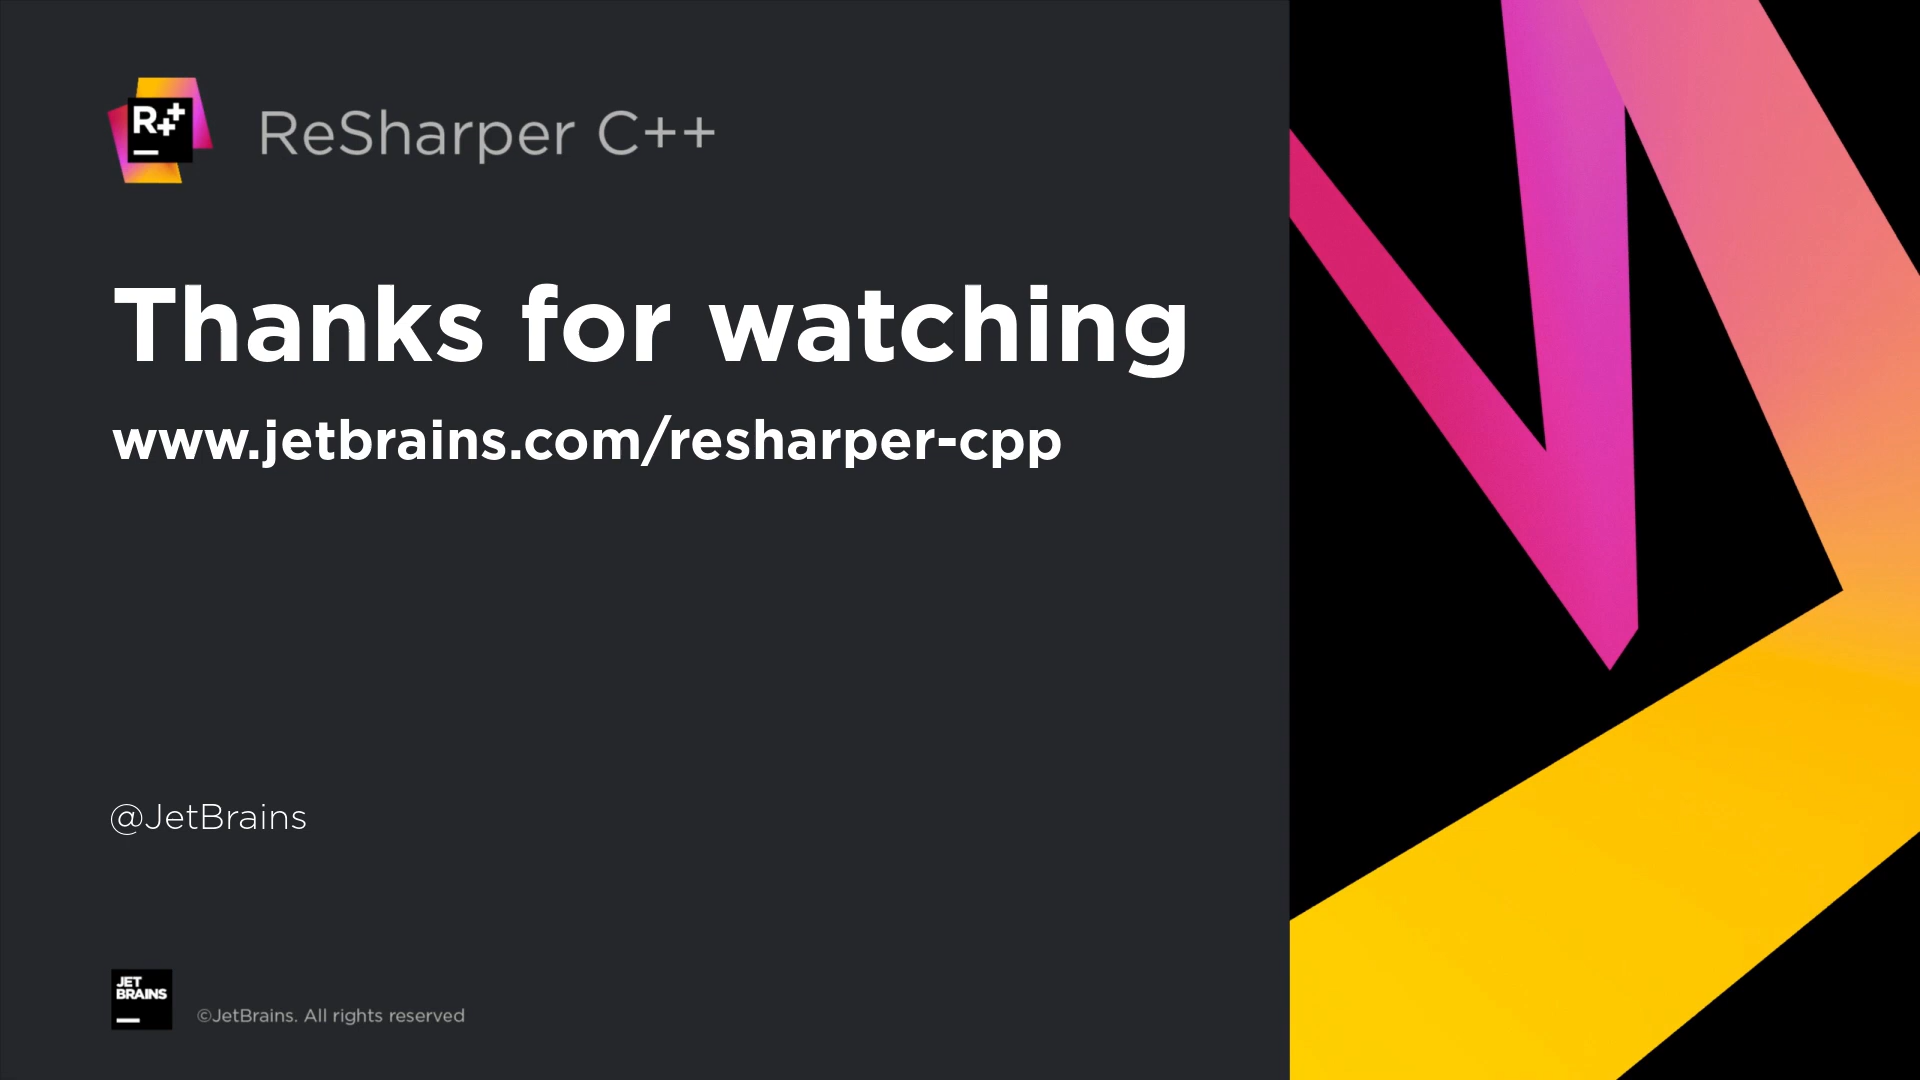 R++
ReSharper C++
Thanks for watching
www.jetbrains.com/resharper-cpp
@JetBrains
JET
BRAINS
©JetBrains. All rights reserved